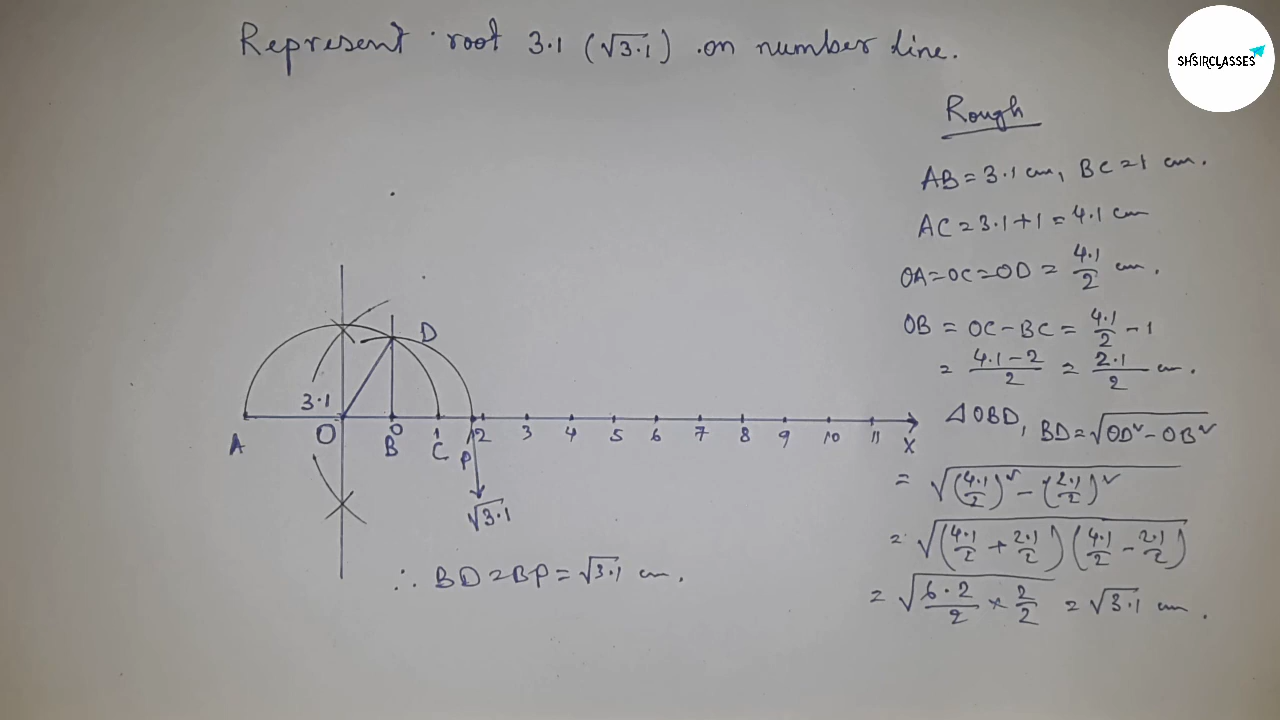 Represent root 3.1 (√3.1) on number line.
SHSIRCLASSES
Rough
AB = 3.1 cm, BC = 1 cm.
AC = 3.1 + 1 = 4.1 cm
OA = OC = OD = 4.1/2 cm.
OB = OC - BC = 4.1/2 - 1
= (4.1 - 2)/2 = 2.1/2 cm.
△OBD, BD = √(OD² - OB²)
= √((4.1/2)² - (2.1/2)²)
= √((4.1/2 + 2.1/2)(4.1/2 - 2.1/2))
= √(6.2/2 × 2/2) = √3.1 cm.
D
3.1
A O B 0 C 1 P 2 3 4 5 6 7 8 9 10 11 X
√3.1
∴ BD = BP = √3.1 cm.